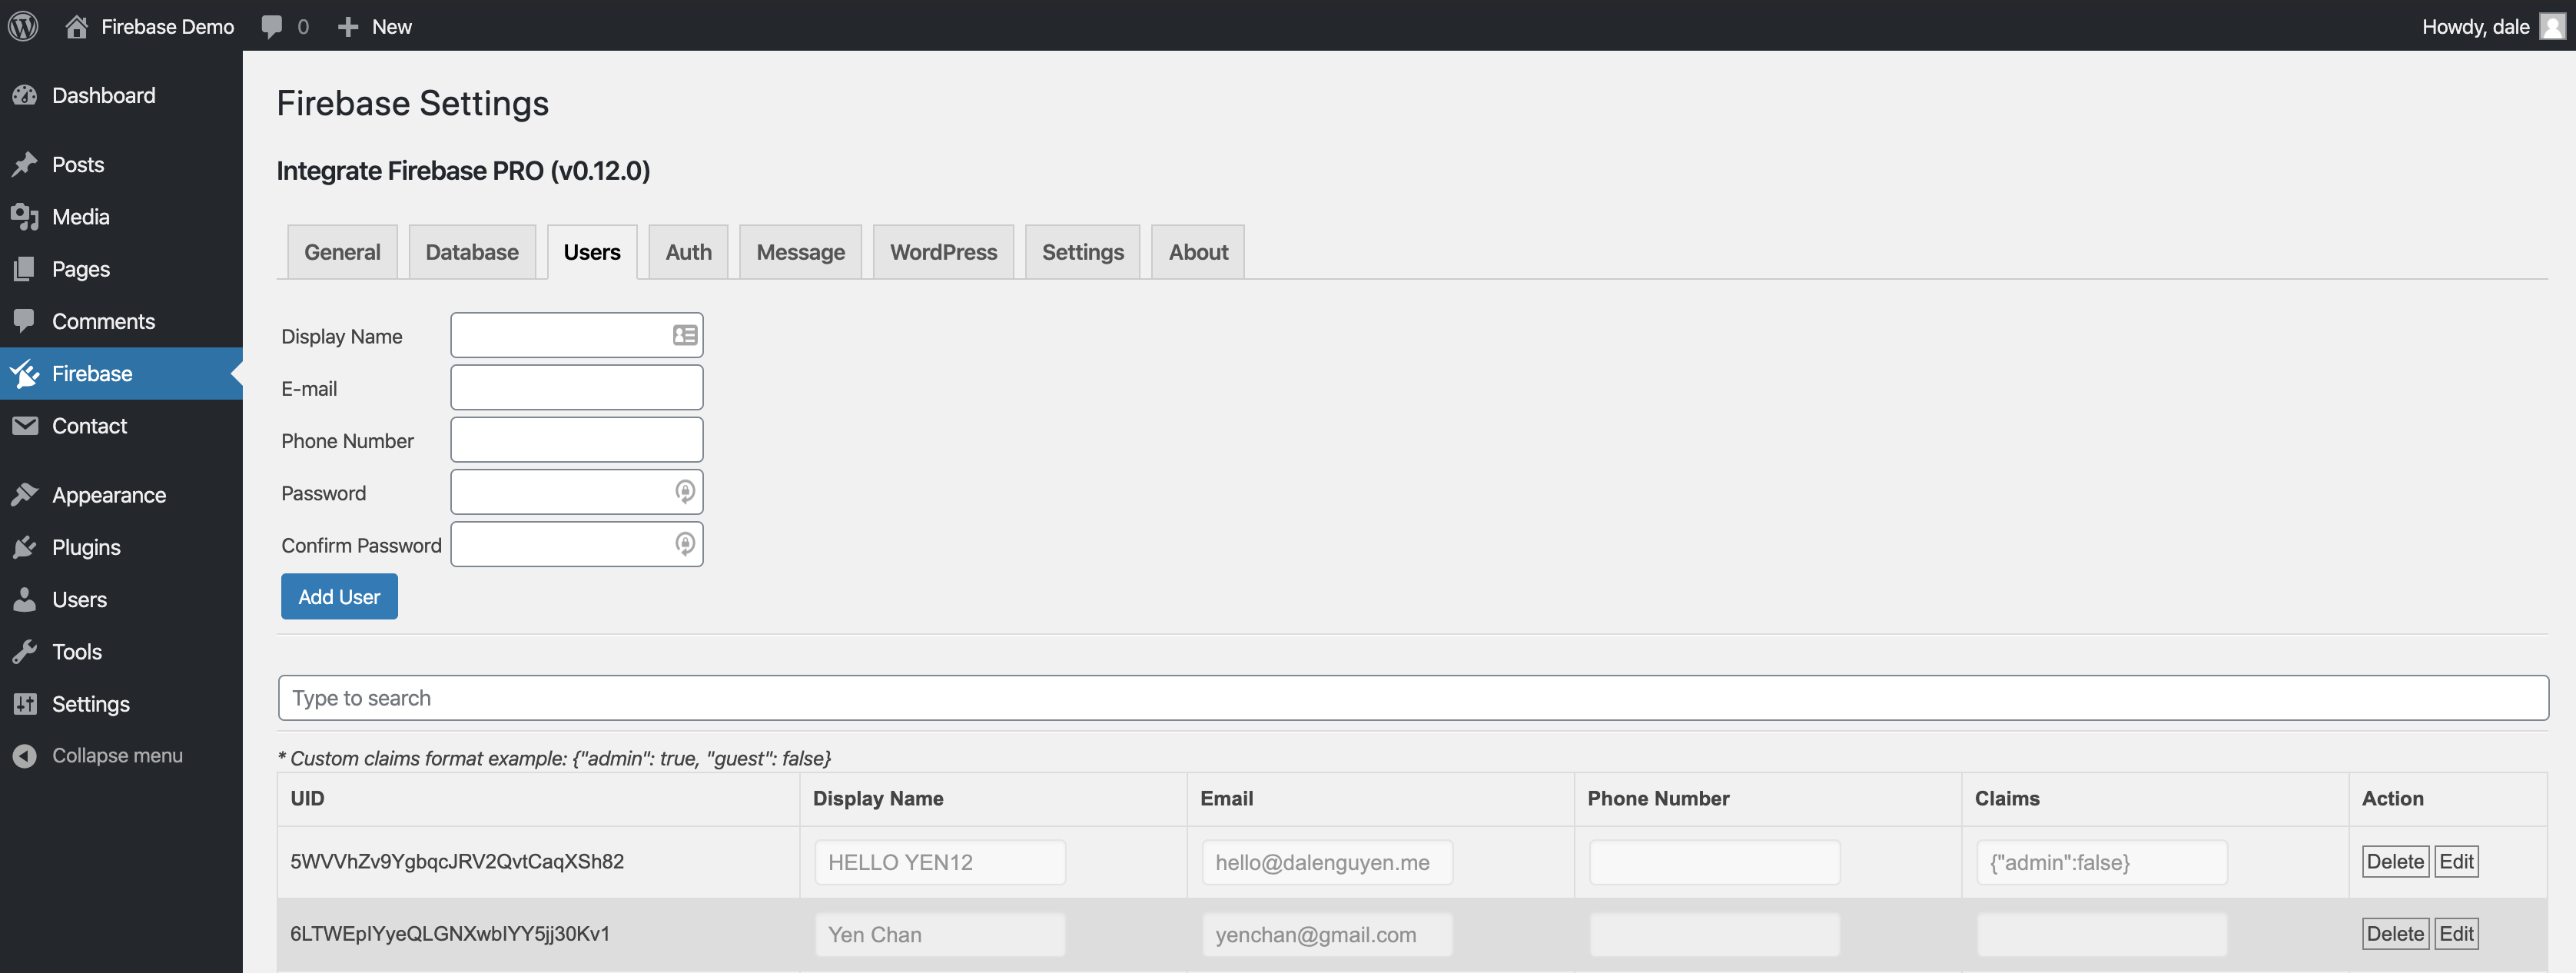 Firebase Demo 0 New Howdy, dale
Dashboard
Posts
Media
Pages
Comments
Firebase
Contact
Appearance
Plugins
Users
Tools
Settings
Collapse menu
Firebase Settings
Integrate Firebase PRO (v0.12.0)
General Database Users Auth Message WordPress Settings About
Display Name
E-mail
Phone Number
Password
Confirm Password
Add User
Type to search
* Custom claims format example: {"admin": true, "guest": false}
UID Display Name Email Phone Number Claims Action
5WVVhZv9YgbqcJRV2QvtCaqXSh82 HELLO YEN12 hello@dalenguyen.me {"admin":false} Delete Edit
6LTWEpIYyeQLGNXwbIYY5jj30Kv1 Yen Chan yenchan@gmail.com Delete Edit